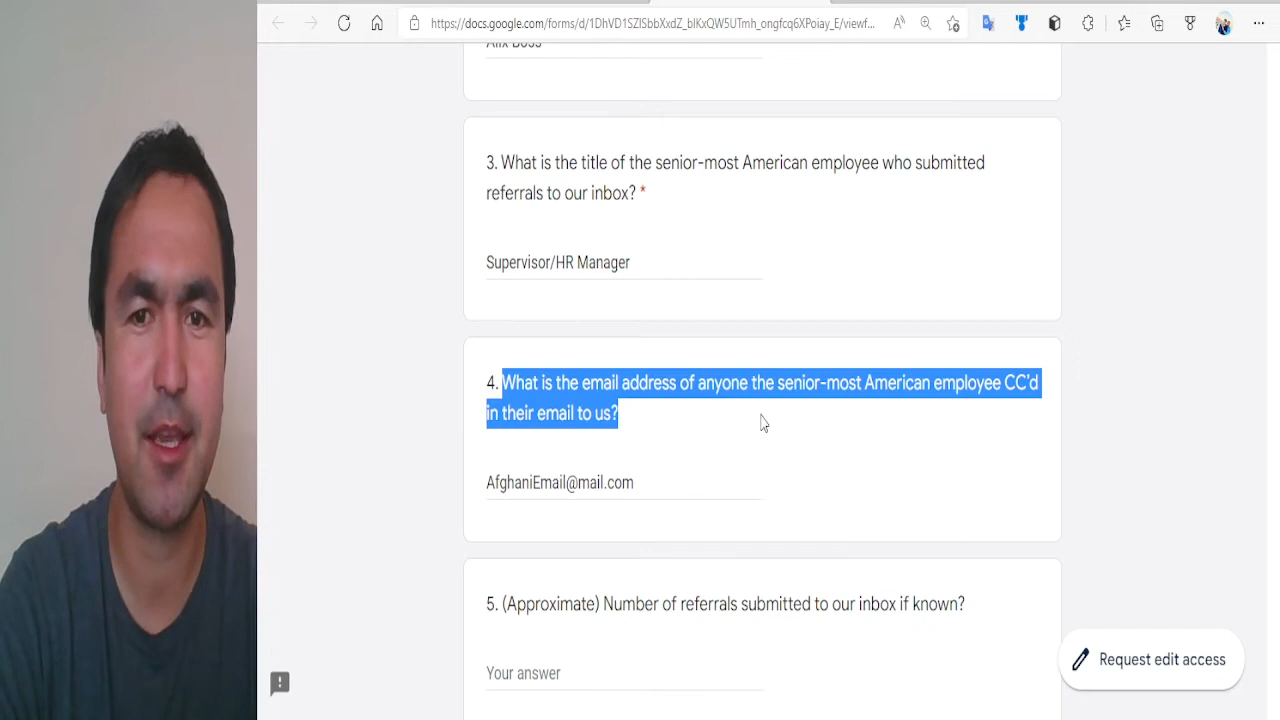 https://docs.google.com/forms/d/1DhVD1SZlSbbXxdZ_blKxQW5UTmh_ongfcq6XPoiay_E/viewf...
Alix Boss
3. What is the title of the senior-most American employee who submitted
referrals to our inbox? *
Supervisor/HR Manager
4. What is the email address of anyone the senior-most American employee CC'd
in their email to us?
AfghaniEmail@mail.com
5. (Approximate) Number of referrals submitted to our inbox if known?
Your answer
Request edit access